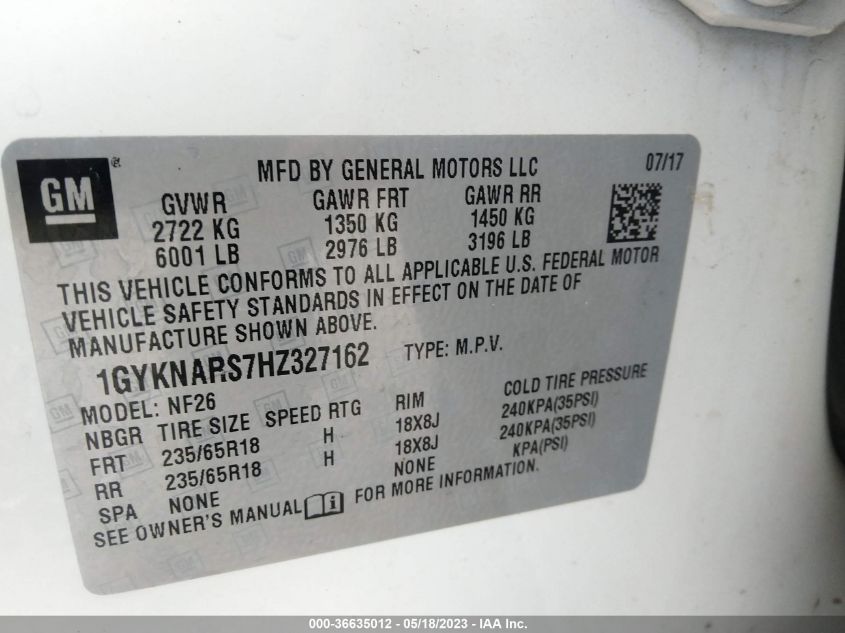 GM ®
MFD BY GENERAL MOTORS LLC 07/17
GVWR GAWR FRT GAWR RR
2722 KG 1350 KG 1450 KG
6001 LB 2976 LB 3196 LB
THIS VEHICLE CONFORMS TO ALL APPLICABLE U.S. FEDERAL MOTOR
VEHICLE SAFETY STANDARDS IN EFFECT ON THE DATE OF
MANUFACTURE SHOWN ABOVE.
1GYKNARS7HZ327162 TYPE: M.P.V.
MODEL: NF26
NBGR TIRE SIZE SPEED RTG RIM COLD TIRE PRESSURE
FRT 235/65R18 H 18X8J 240KPA(35PSI)
RR 235/65R18 H 18X8J 240KPA(35PSI)
SPA NONE NONE KPA(PSI)
SEE OWNER'S MANUAL FOR MORE INFORMATION.
000-36635012 - 05/18/2023 - IAA Inc.